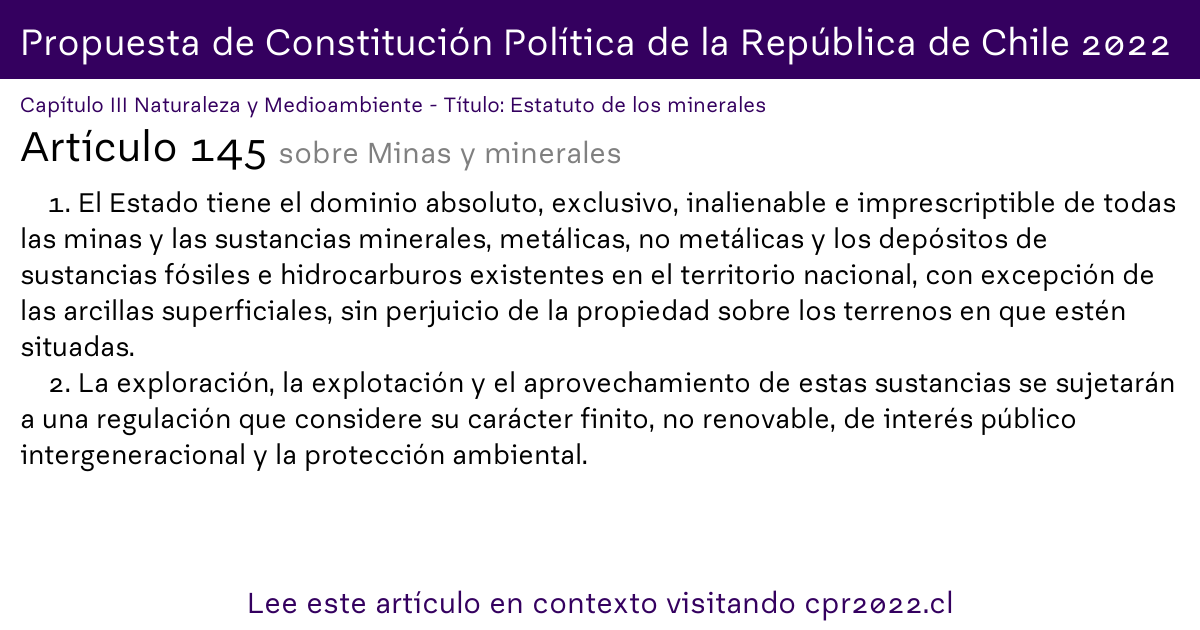 Propuesta de Constitución Política de la República de Chile 2022
Capítulo III Naturaleza y Medioambiente - Título: Estatuto de los minerales
Artículo 145 sobre Minas y minerales
1. El Estado tiene el dominio absoluto, exclusivo, inalienable e imprescriptible de todas
las minas y las sustancias minerales, metálicas, no metálicas y los depósitos de
sustancias fósiles e hidrocarburos existentes en el territorio nacional, con excepción de
las arcillas superficiales, sin perjuicio de la propiedad sobre los terrenos en que estén
situadas.
2. La exploración, la explotación y el aprovechamiento de estas sustancias se sujetarán
a una regulación que considere su carácter finito, no renovable, de interés público
intergeneracional y la protección ambiental.
Lee este artículo en contexto visitando cpr2022.cl